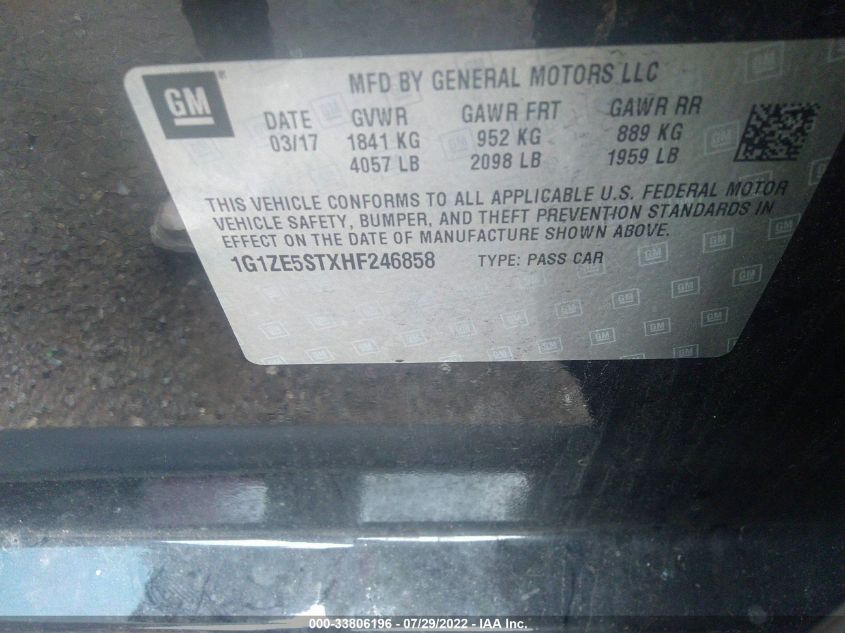 GM ®
MFD BY GENERAL MOTORS LLC
DATE GVWR GAWR FRT GAWR RR
03/17 1841 KG 952 KG 889 KG
4057 LB 2098 LB 1959 LB
THIS VEHICLE CONFORMS TO ALL APPLICABLE U.S. FEDERAL MOTOR
VEHICLE SAFETY, BUMPER, AND THEFT PREVENTION STANDARDS IN
EFFECT ON THE DATE OF MANUFACTURE SHOWN ABOVE.
1G1ZE5STXHF246858 TYPE: PASS CAR
000-33806196 - 07/29/2022 - IAA Inc.